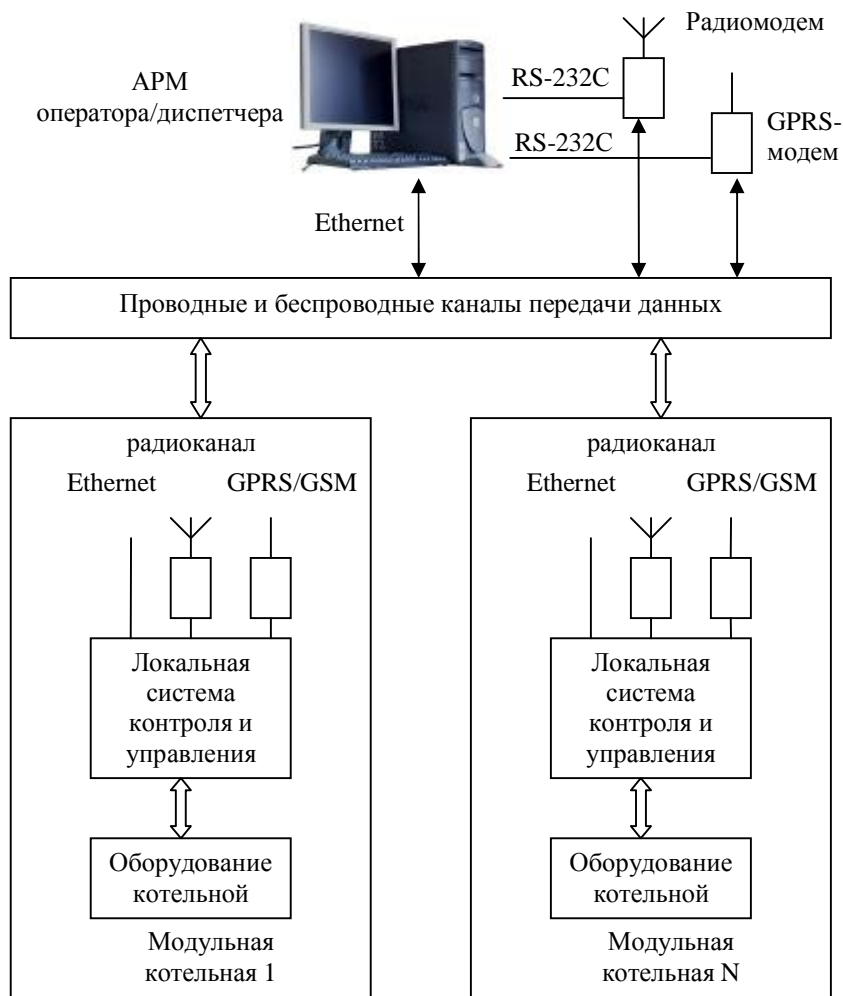 Радиомодем
АРМ
оператора/диспетчера
RS-232C
GPRS-
модем
RS-232C
Ethernet
Проводные и беспроводные каналы передачи данных
радиоканал
Ethernet
GPRS/GSM
Локальная
система
контроля и
управления
Оборудование
котельной
Модульная
котельная 1
радиоканал
Ethernet
GPRS/GSM
Локальная
система
контроля и
управления
Оборудование
котельной
Модульная
котельная N